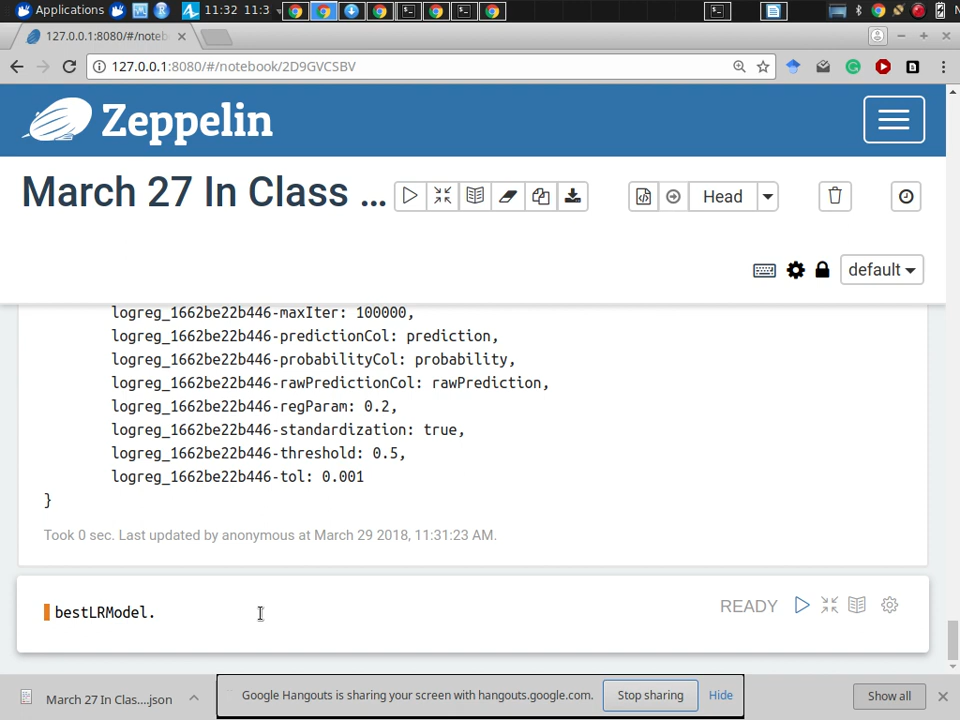 Applications 11:32 11:3
127.0.0.1:8080/#/noteb
127.0.0.1:8080/#/notebook/2D9GVCSBV
Zeppelin
March 27 In Class ...
Head
default
logreg_1662be22b446-maxIter: 100000,
logreg_1662be22b446-predictionCol: prediction,
logreg_1662be22b446-probabilityCol: probability,
logreg_1662be22b446-rawPredictionCol: rawPrediction,
logreg_1662be22b446-regParam: 0.2,
logreg_1662be22b446-standardization: true,
logreg_1662be22b446-threshold: 0.5,
logreg_1662be22b446-tol: 0.001
}
Took 0 sec. Last updated by anonymous at March 29 2018, 11:31:23 AM.
bestLRModel.
READY
March 27 In Clas....json
Google Hangouts is sharing your screen with hangouts.google.com.
Stop sharing
Hide
Show all